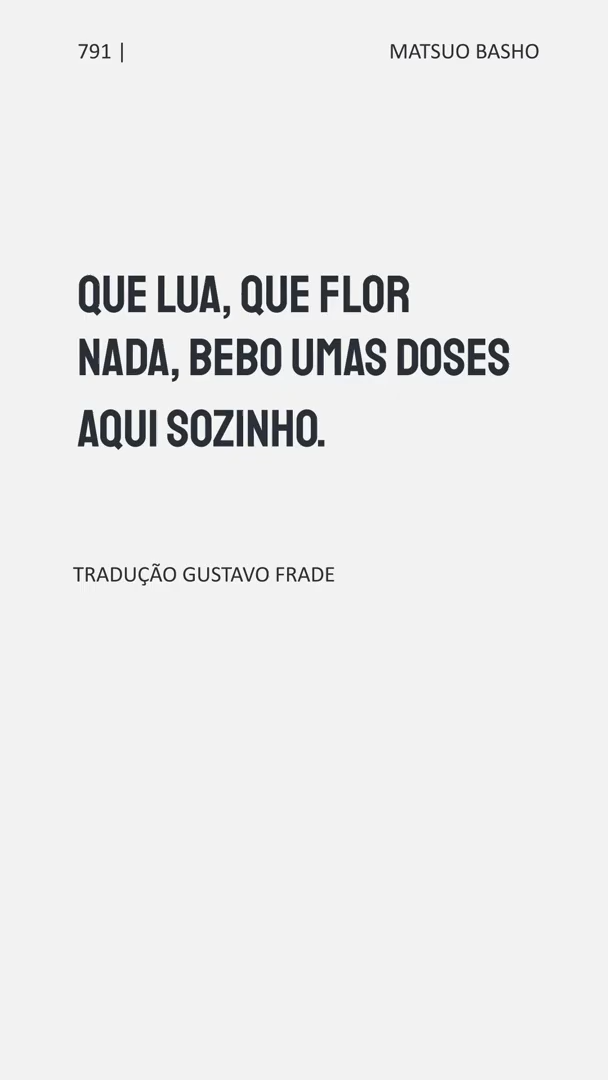 791 |
MATSUO BASHO
QUE LUA, QUE FLOR
NADA, BEBO UMAS DOSES
AQUI SOZINHO.
TRADUÇÃO GUSTAVO FRADE